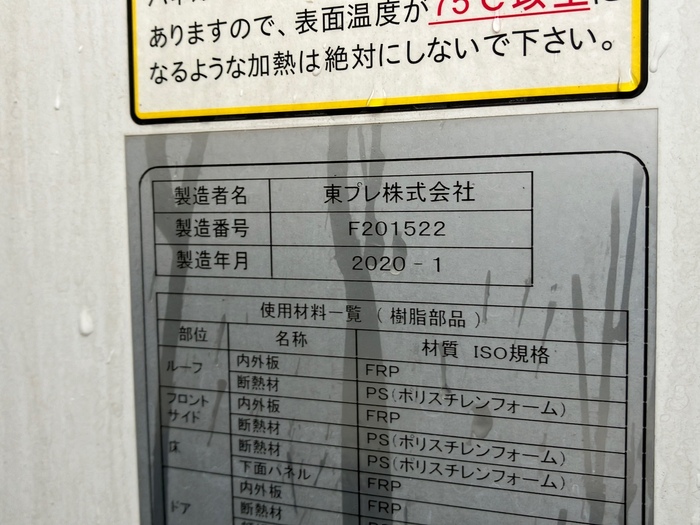 ありますので、表面温度が75℃以上に
なるような加熱は絶対にしないで下さい。
製造者名 東プレ株式会社
製造番号 F201522
製造年月 2020-1
使用材料一覧 (樹脂部品)
部位 名称 材質 ISO規格
ルーフ 内外板 FRP
断熱材 PS(ポリスチレンフォーム)
フロント サイド 内外板 FRP
断熱材 PS(ポリスチレンフォーム)
床 断熱材 PS(ポリスチレンフォーム)
下面パネル FRP
ドア 内外板 FRP
断熱材